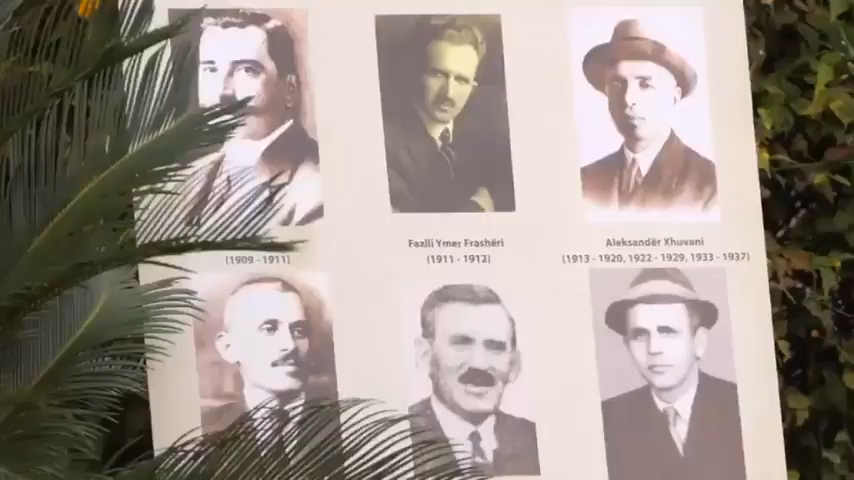 Fazlli Ymer Frashëri
Aleksandër Xhuvani
(1909 - 1911)
(1911 - 1912)
(1913 - 1920, 1922 - 1929, 1933 - 1937)